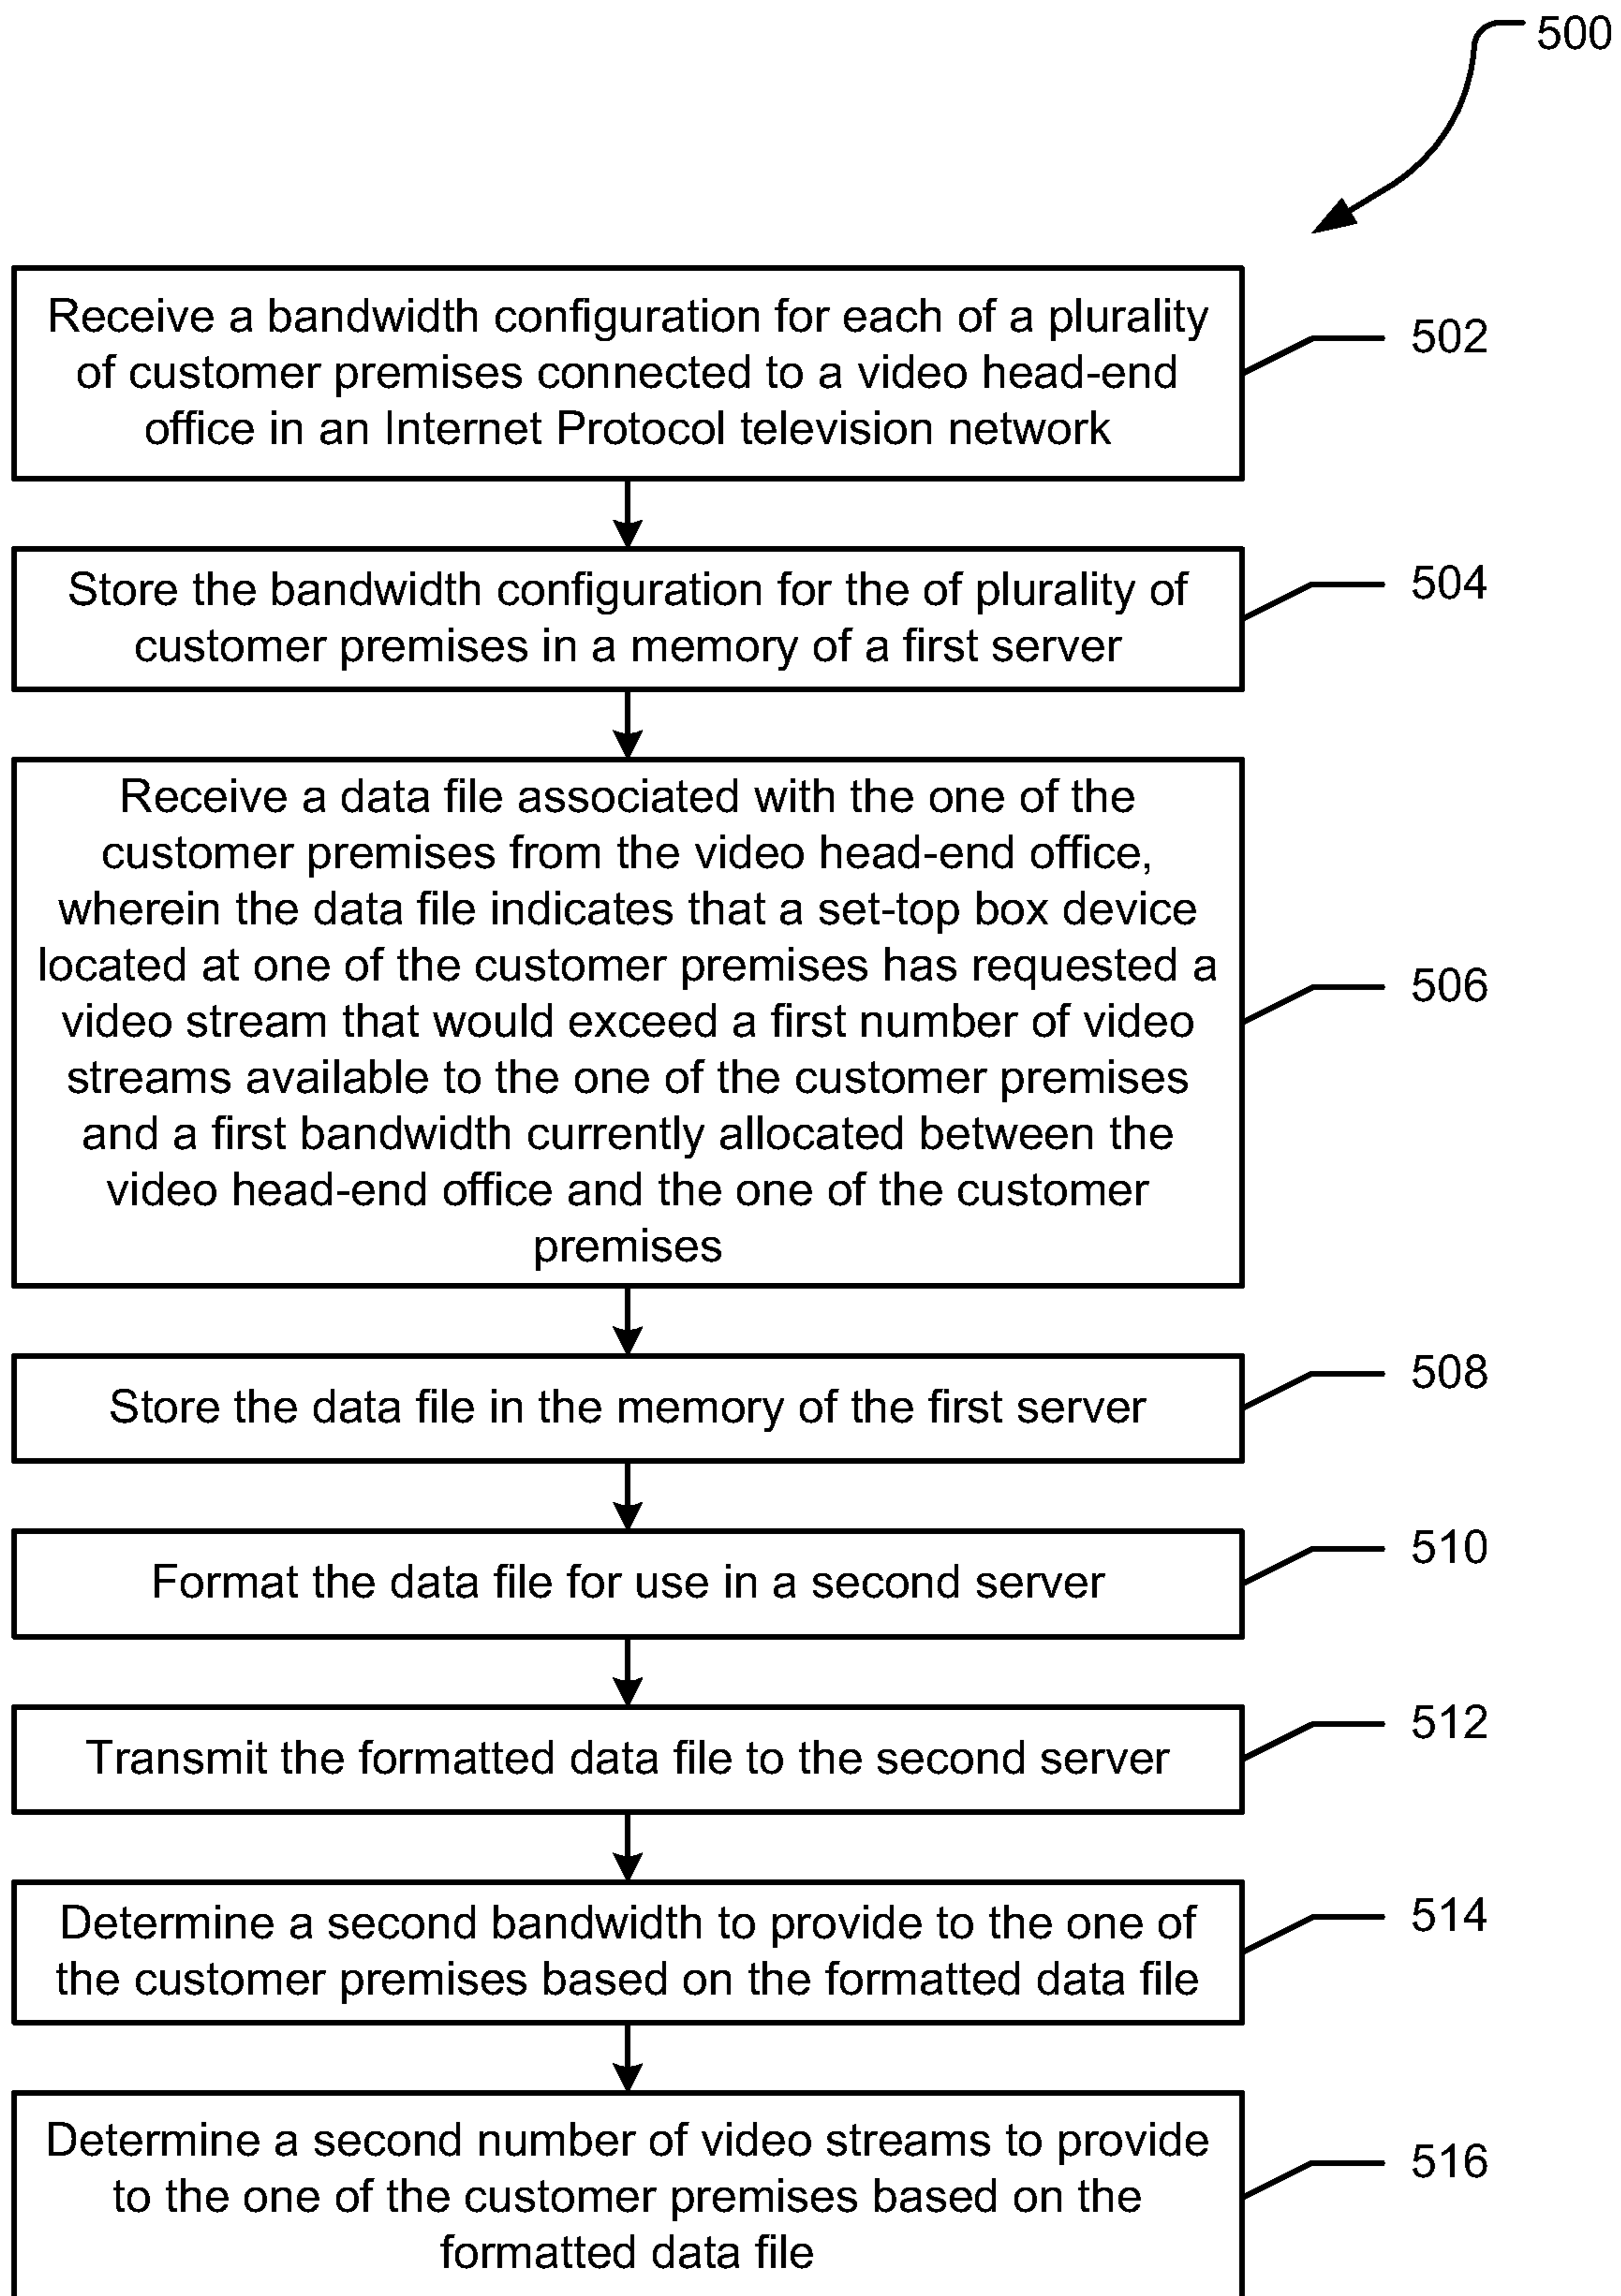 500
Receive a bandwidth configuration for each of a plurality
of customer premises connected to a video head-end
office in an Internet Protocol television network
502
Store the bandwidth configuration for the of plurality of
customer premises in a memory of a first server
504
Receive a data file associated with the one of the
customer premises from the video head-end office,
wherein the data file indicates that a set-top box device
located at one of the customer premises has requested a
video stream that would exceed a first number of video
streams available to the one of the customer premises
and a first bandwidth currently allocated between the
video head-end office and the one of the customer
premises
506
Store the data file in the memory of the first server
508
Format the data file for use in a second server
510
Transmit the formatted data file to the second server
512
Determine a second bandwidth to provide to the one of
the customer premises based on the formatted data file
514
Determine a second number of video streams to provide
to the one of the customer premises based on the
formatted data file
516